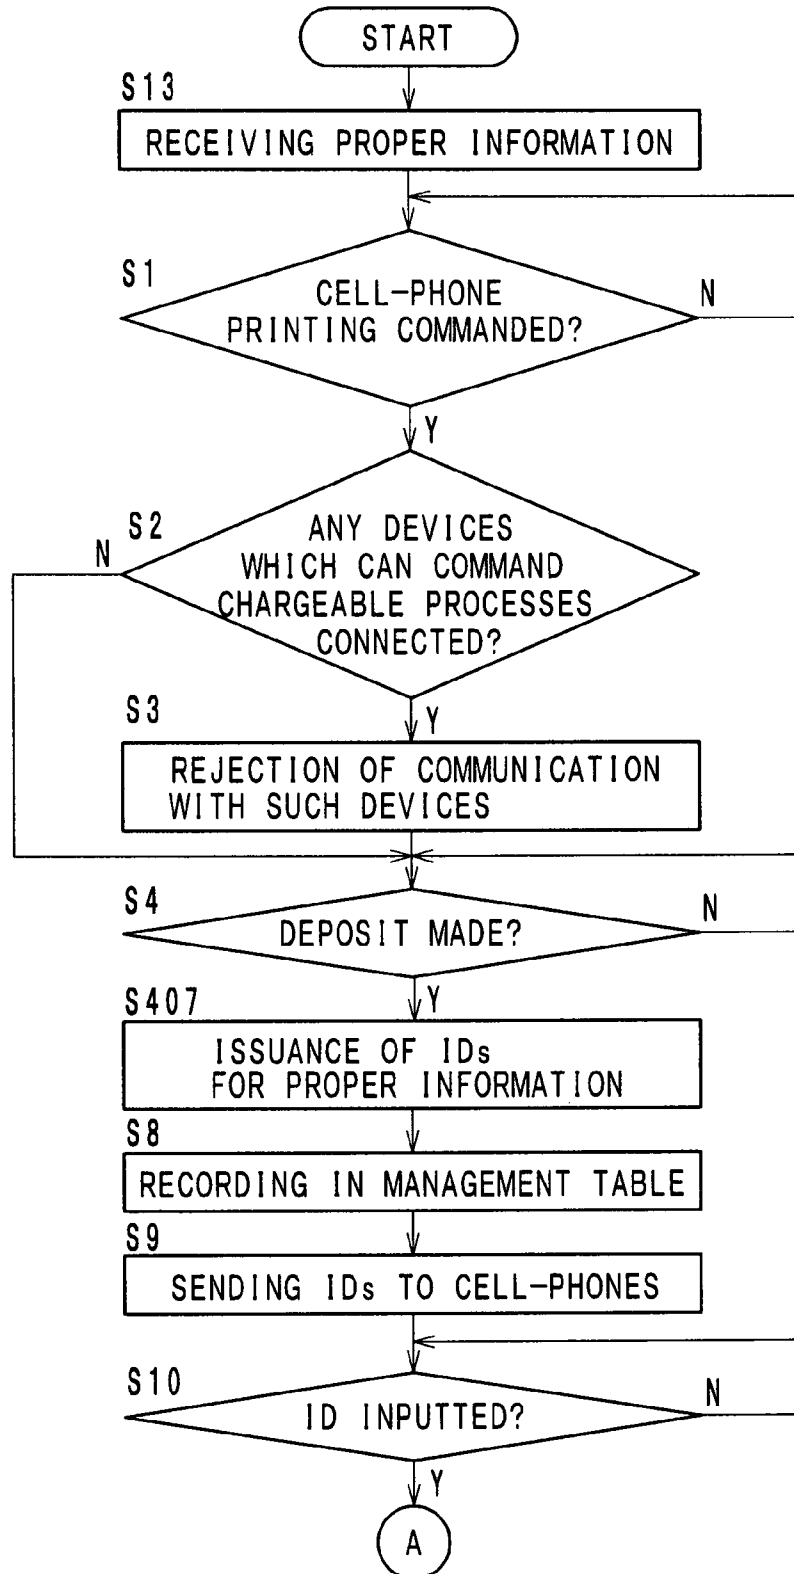 START
S13
RECEIVING PROPER INFORMATION
S1
CELL-PHONE
PRINTING COMMANDED?
N
Y
S2
N
ANY DEVICES
WHICH CAN COMMAND
CHARGEABLE PROCESSES
CONNECTED?
S3
Y
REJECTION OF COMMUNICATION
WITH SUCH DEVICES
S4
DEPOSIT MADE?
N
S407
Y
ISSUANCE OF IDs
FOR PROPER INFORMATION
S8
RECORDING IN MANAGEMENT TABLE
S9
SENDING IDs TO CELL-PHONES
S10
ID INPUTTED?
N
Y
A